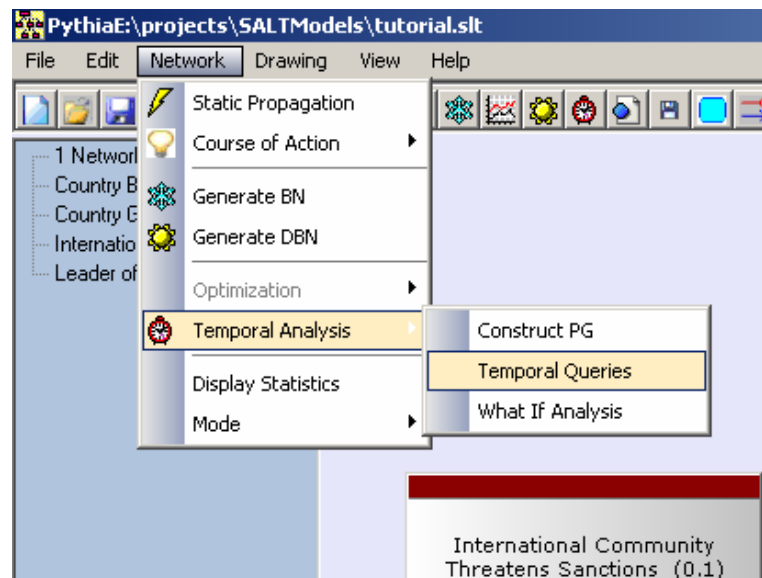 PythiaE:\projects\SALTModels\tutorial.slt
File Edit Network Drawing View Help
Static Propagation
Course of Action
1 Networ
Country B
Generate BN
Country G
Internatio
Generate DBN
Leader of
Optimization
Temporal Analysis
Construct PG
Temporal Queries
What If Analysis
Display Statistics
Mode
International Community
Threatens Sanctions (0.1)